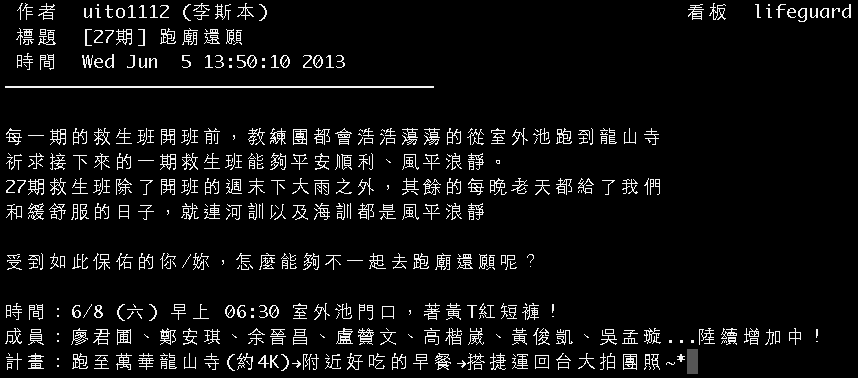 作者 uito1112 (李斯本) 看板 lifeguard
標題 [27期] 跑廟還願
時間 Wed Jun 5 13:50:10 2013
每一期的救生班開班前，教練團都會浩浩蕩蕩的從室外池跑到龍山寺
祈求接下來的一期救生班能夠平安順利、風平浪靜。
27期救生班除了開班的週末下大雨之外，其餘的每晚老天都給了我們
和緩舒服的日子，就連河訓以及海訓都是風平浪靜
受到如此保佑的你/妳，怎麼能夠不一起去跑廟還願呢？
時間：6/8 (六) 早上 06:30 室外池門口，著黃T紅短褲！
成員：廖君圃、鄭安琪、余晉昌、盧贊文、高楷崴、黃俊凱、吳孟璇...陸續增加中！
計畫：跑至萬華龍山寺(約4K)→附近好吃的早餐→搭捷運回台大拍團照~*